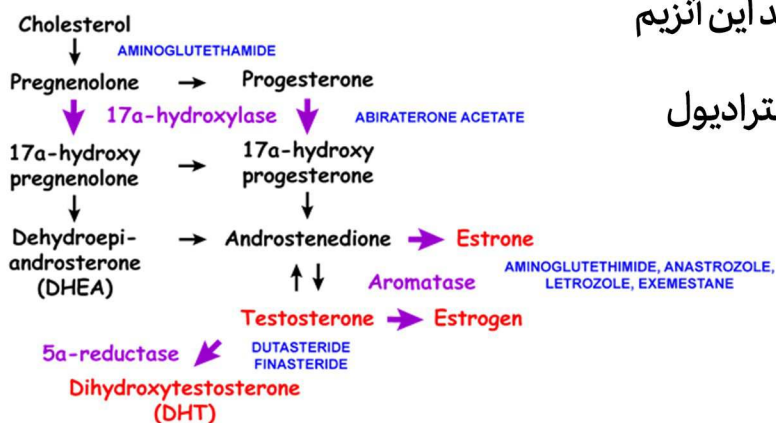 د این آنزیم
ترادیول
Cholesterol
AMINOGLUTETHAMIDE
Pregnenolone → Progesterone
17a-hydroxylase
ABIRATERONE ACETATE
17a-hydroxy
pregnenolone
→
17a-hydroxy
progesterone
Dehydroepi-
androsterone
(DHEA)
→ Androstenedione → Estrone
AMINOGLUTETHIMIDE, ANASTROZOLE,
LETROZOLE, EXEMESTANE
Aromatase
Testosterone → Estrogen
5a-reductase
DUTASTERIDE
FINASTERIDE
Dihydroxytestosterone
(DHT)